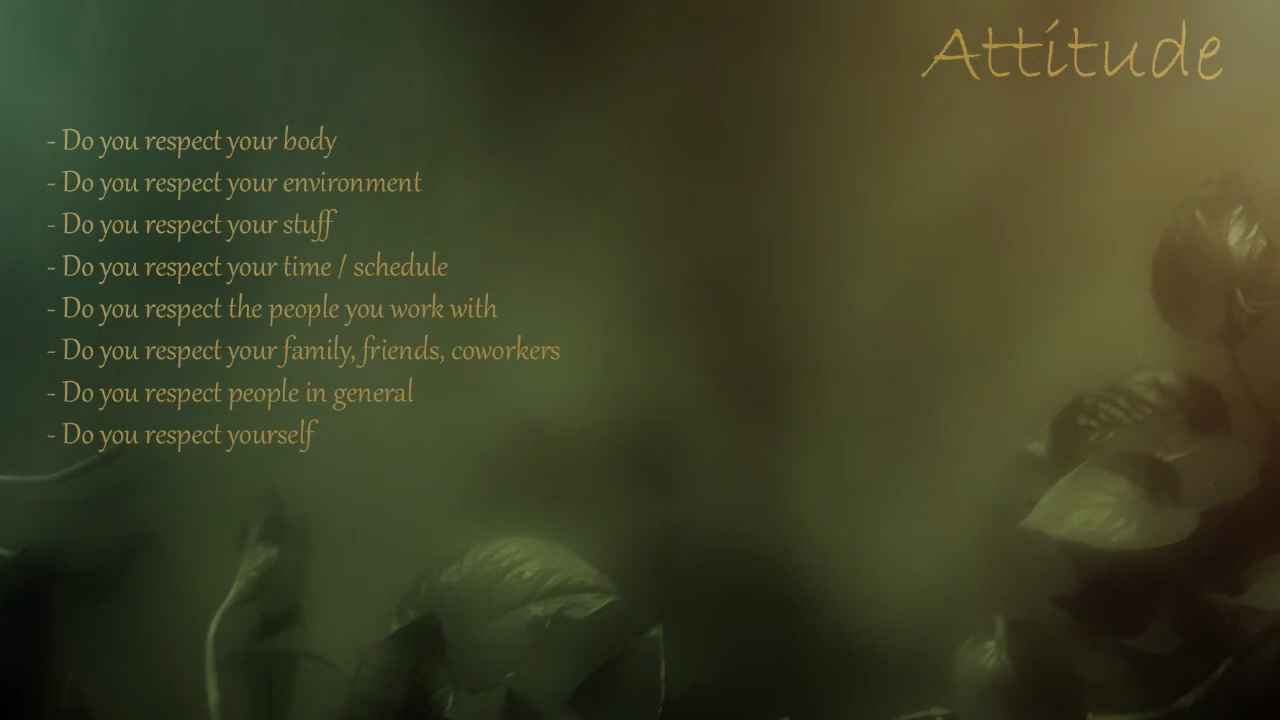 Attitude
- Do you respect your body
- Do you respect your environment
- Do you respect your stuff
- Do you respect your time / schedule
- Do you respect the people you work with
- Do you respect your family, friends, coworkers
- Do you respect people in general
- Do you respect yourself